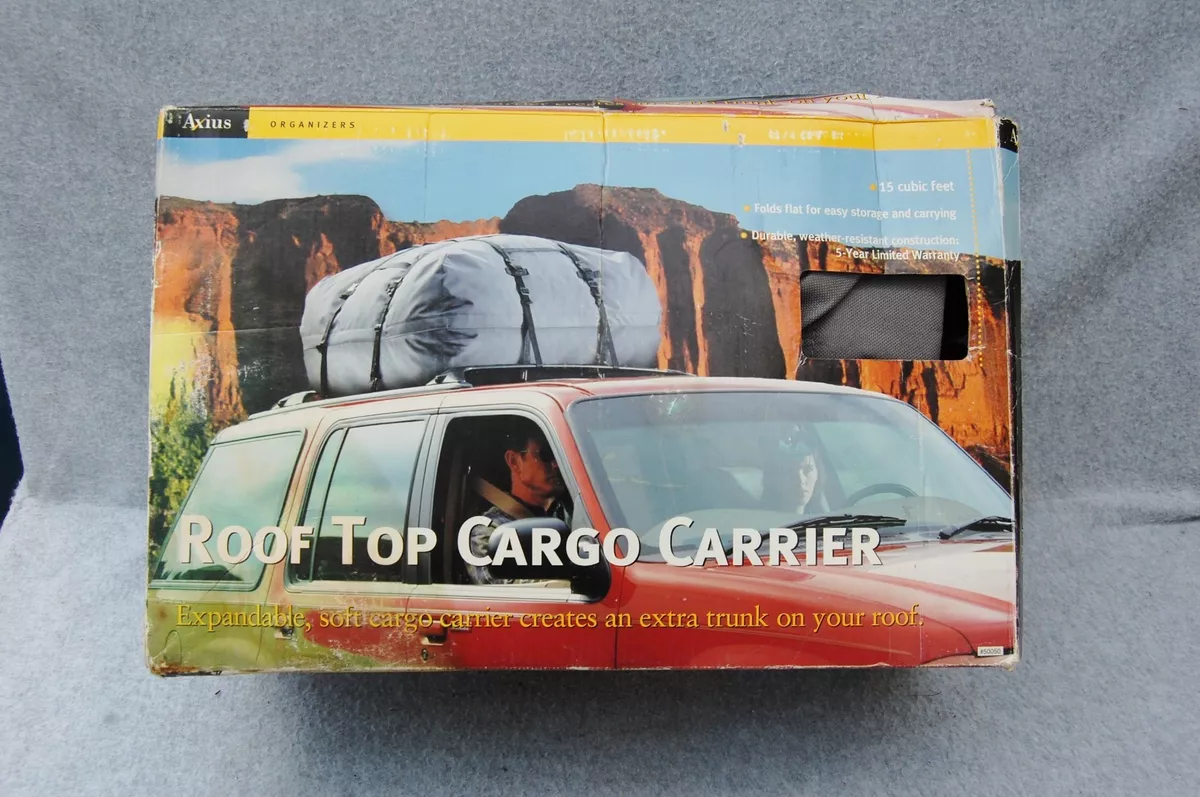 Axius
ORGANIZERS
15 cubic feet
Folds flat for easy storage and carrying
Durable, weather-resistant construction:
5-Year Limited Warranty
ROOF TOP CARGO CARRIER
Expandable, soft cargo carrier creates an extra trunk on your roof.
#50050